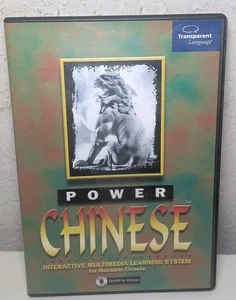 Transparent
Language
POWER
CHINESE
INTERACTIVE MULTIMEDIA LEARNING SYSTEM
for Mandarin Chinese